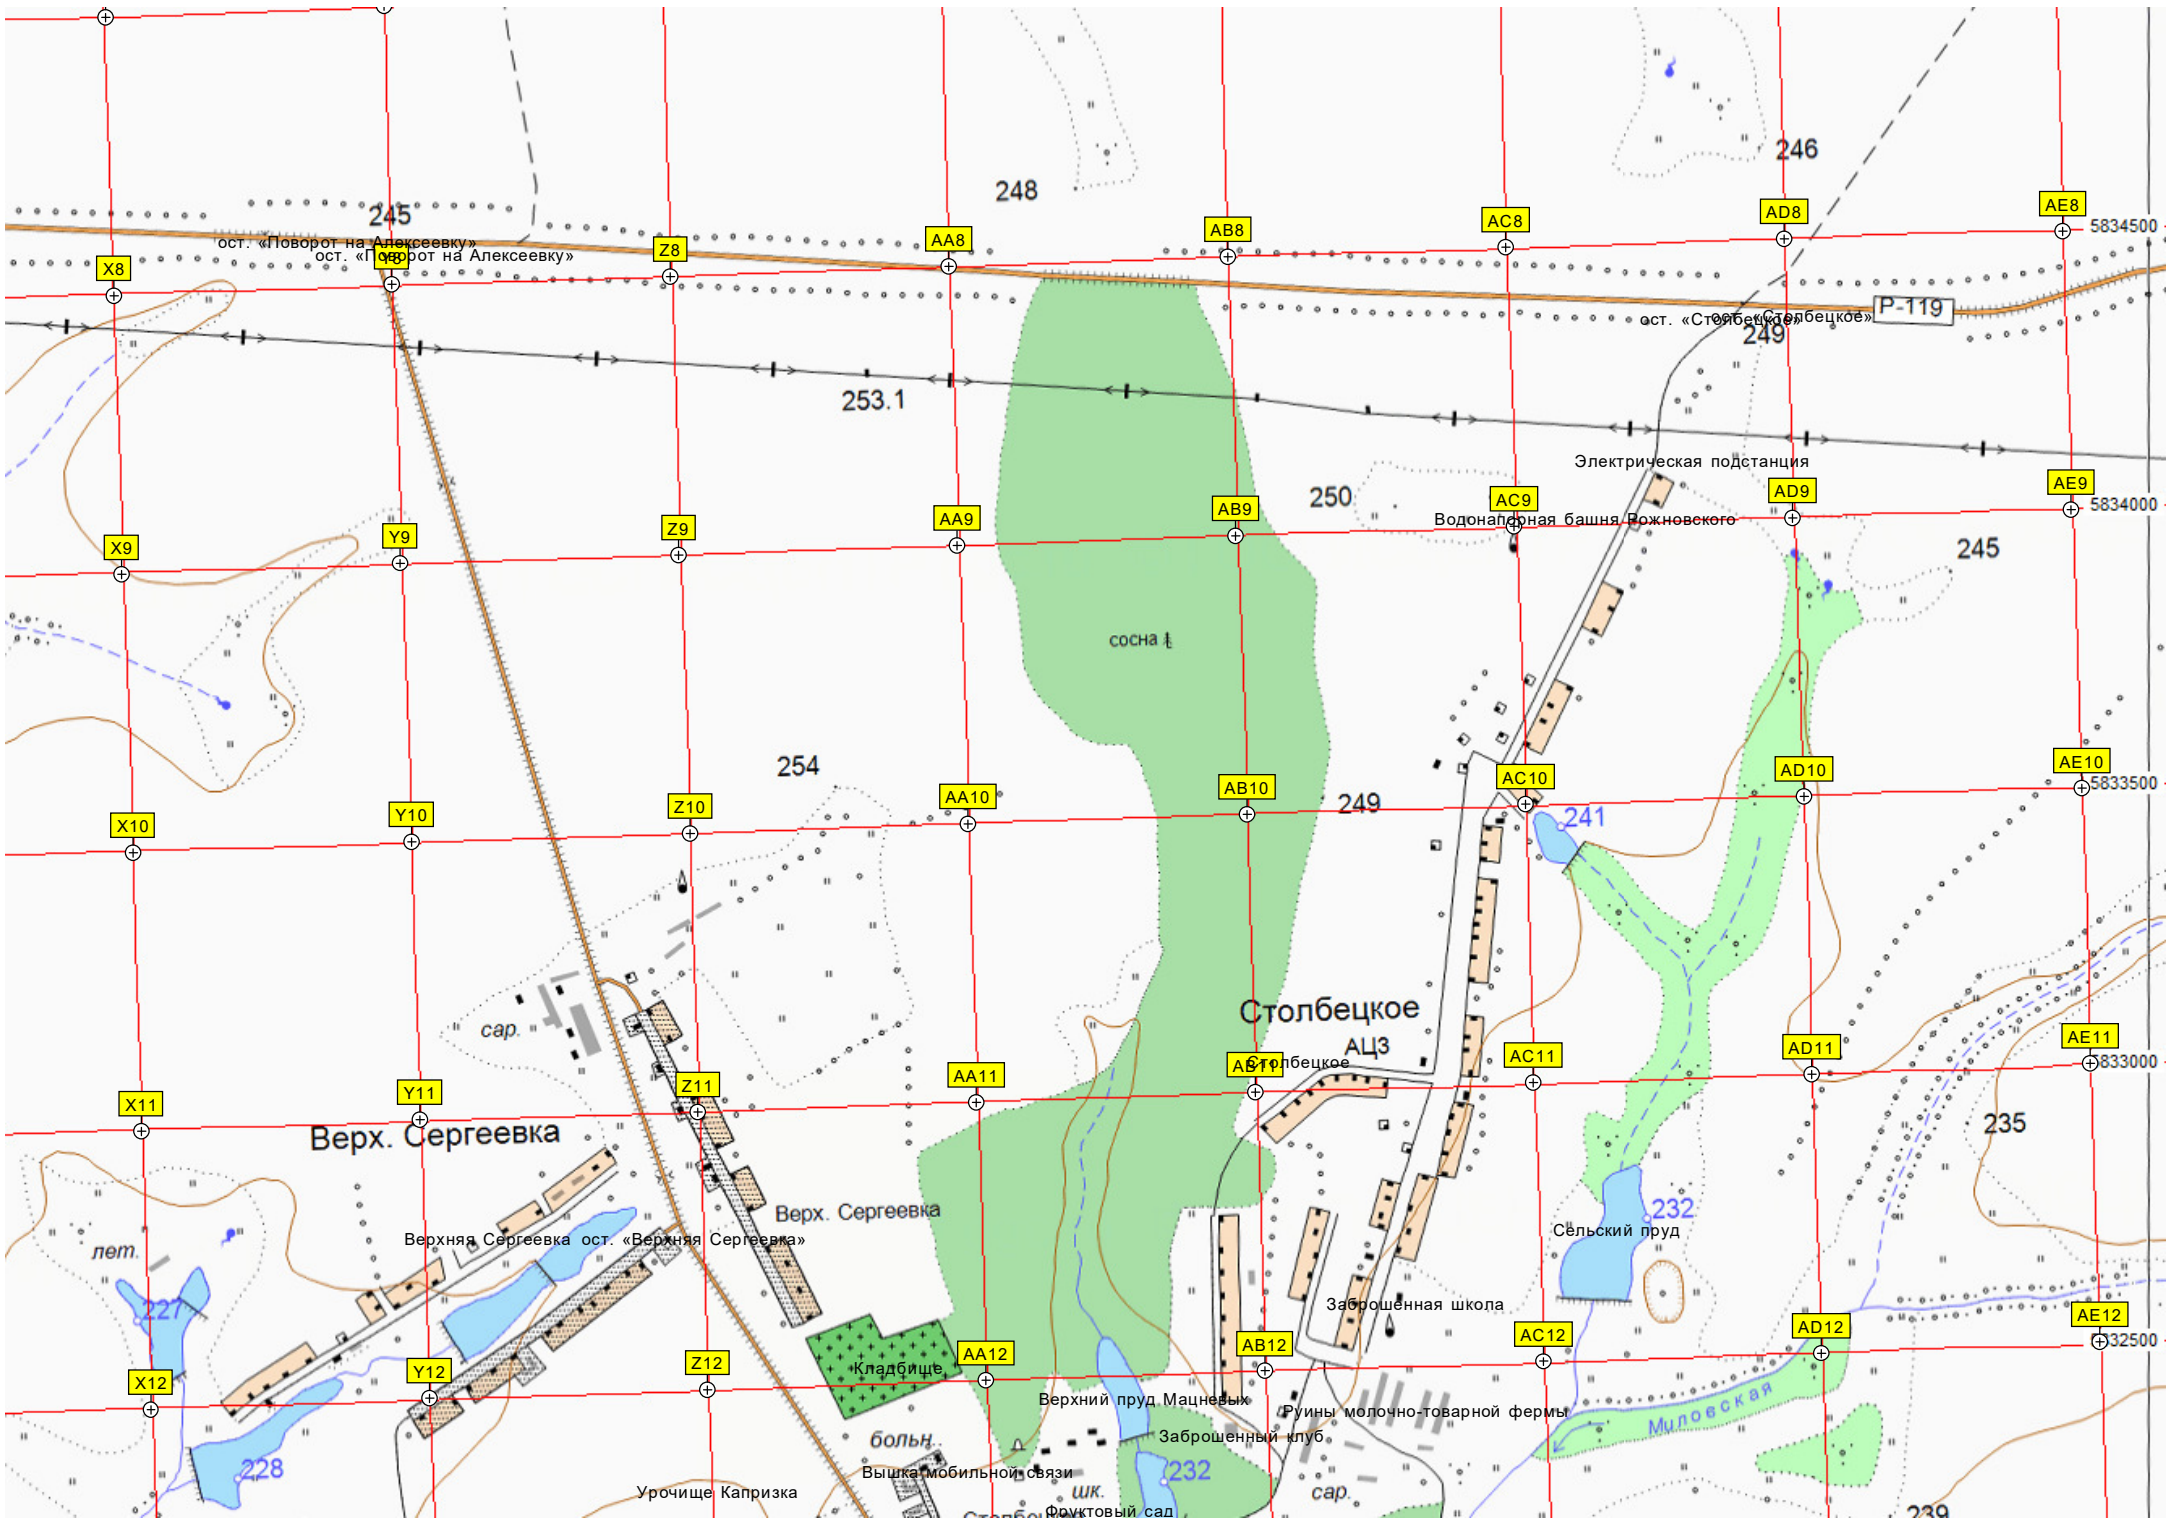 246
248
245
AE8
AD8
AC8
AB8
5834500
AA8
ост. «Поворот на Алексеевку»
Z8
Y8
ост. «Поворот на Алексеевку»
X8
Р-119
ост. «Столбецкое»
ост. «Столбецкое»
249
253.1
Электрическая подстанция
AE9
AD9
250
AC9
5834000
AB9
Водонапорная башня Рожновского
AA9
Z9
Y9
X9
245
сосна
254
AE10
AD10
AC10
5833500
AB10
AA10
249
Z10
Y10
241
X10
Столбецкое
сар.
АЦЗ
AE11
AD11
AC11
5833000
AB11
Столбецкое
AA11
Z11
Y11
X11
235
Верх. Сергеевка
Верх. Сергеевка
232
Сельский пруд
Верхняя Сергеевка
ост. «Верхняя Сергеевка»
лет.
227
Заброшенная школа
AE12
AD12
AC12
5832500
AB12
AA12
Z12
Кладбище
Y12
X12
Верхний пруд Мацневых
Миловская
Руины молочно-товарной фермы
больн.
Заброшенный клуб
228
Вышка мобильной связи
232
Урочище Капризка
шк.
сар.
Фруктовый сад
239